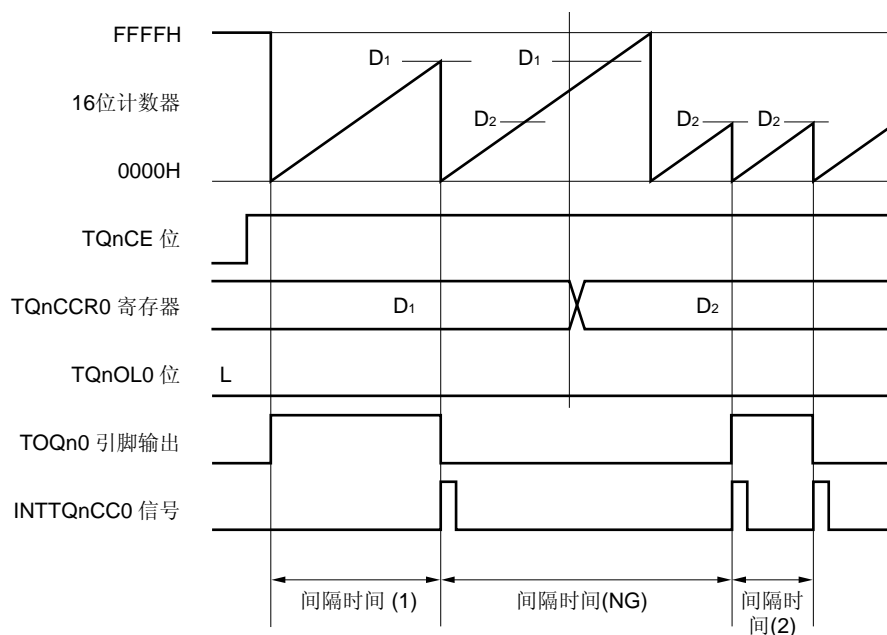 FFFFH
D1
D1
16位计数器
D2
D2
D2
0000H
TQnCE 位
TQnCCR0 寄存器
D1
D2
TQnOL0 位
L
TOQn0 引脚输出
INTTQnCC0 信号
间隔时间 (1)
间隔时间(NG)
间隔时
间(2)